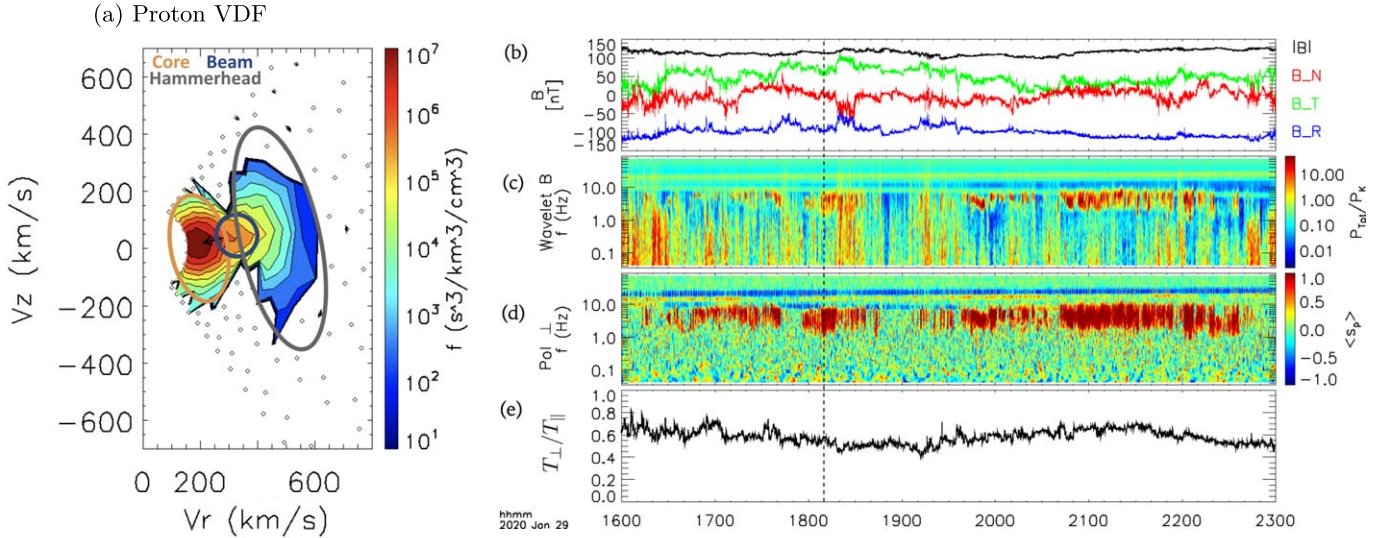 (a) Proton VDF
Core Beam
Hammerhead
600
400
200
0
−200
−400
−600
Vz (km/s)
0 200 400 600
Vr (km/s)
10^7
10^6
10^5
10^4
10^3
10^2
10^1
f (s^3/km^3/cm^3)
(b)
150
100
50
0
−50
−100
−150
B
[nT]
|B|
B_N
B_T
B_R
(c)
10.0
1.0
0.1
Wavelet B
f (Hz)
10.00
1.00
0.10
0.01
P_Tot/P_K
(d)
10.0
1.0
0.1
Pol ⊥
f (Hz)
1.0
0.5
0.0
−0.5
−1.0
<s_p>
(e)
1.0
0.8
0.6
0.4
0.2
0.0
T⊥/T∥
hhmm
2020 Jan 29
1600 1700 1800 1900 2000 2100 2200 2300